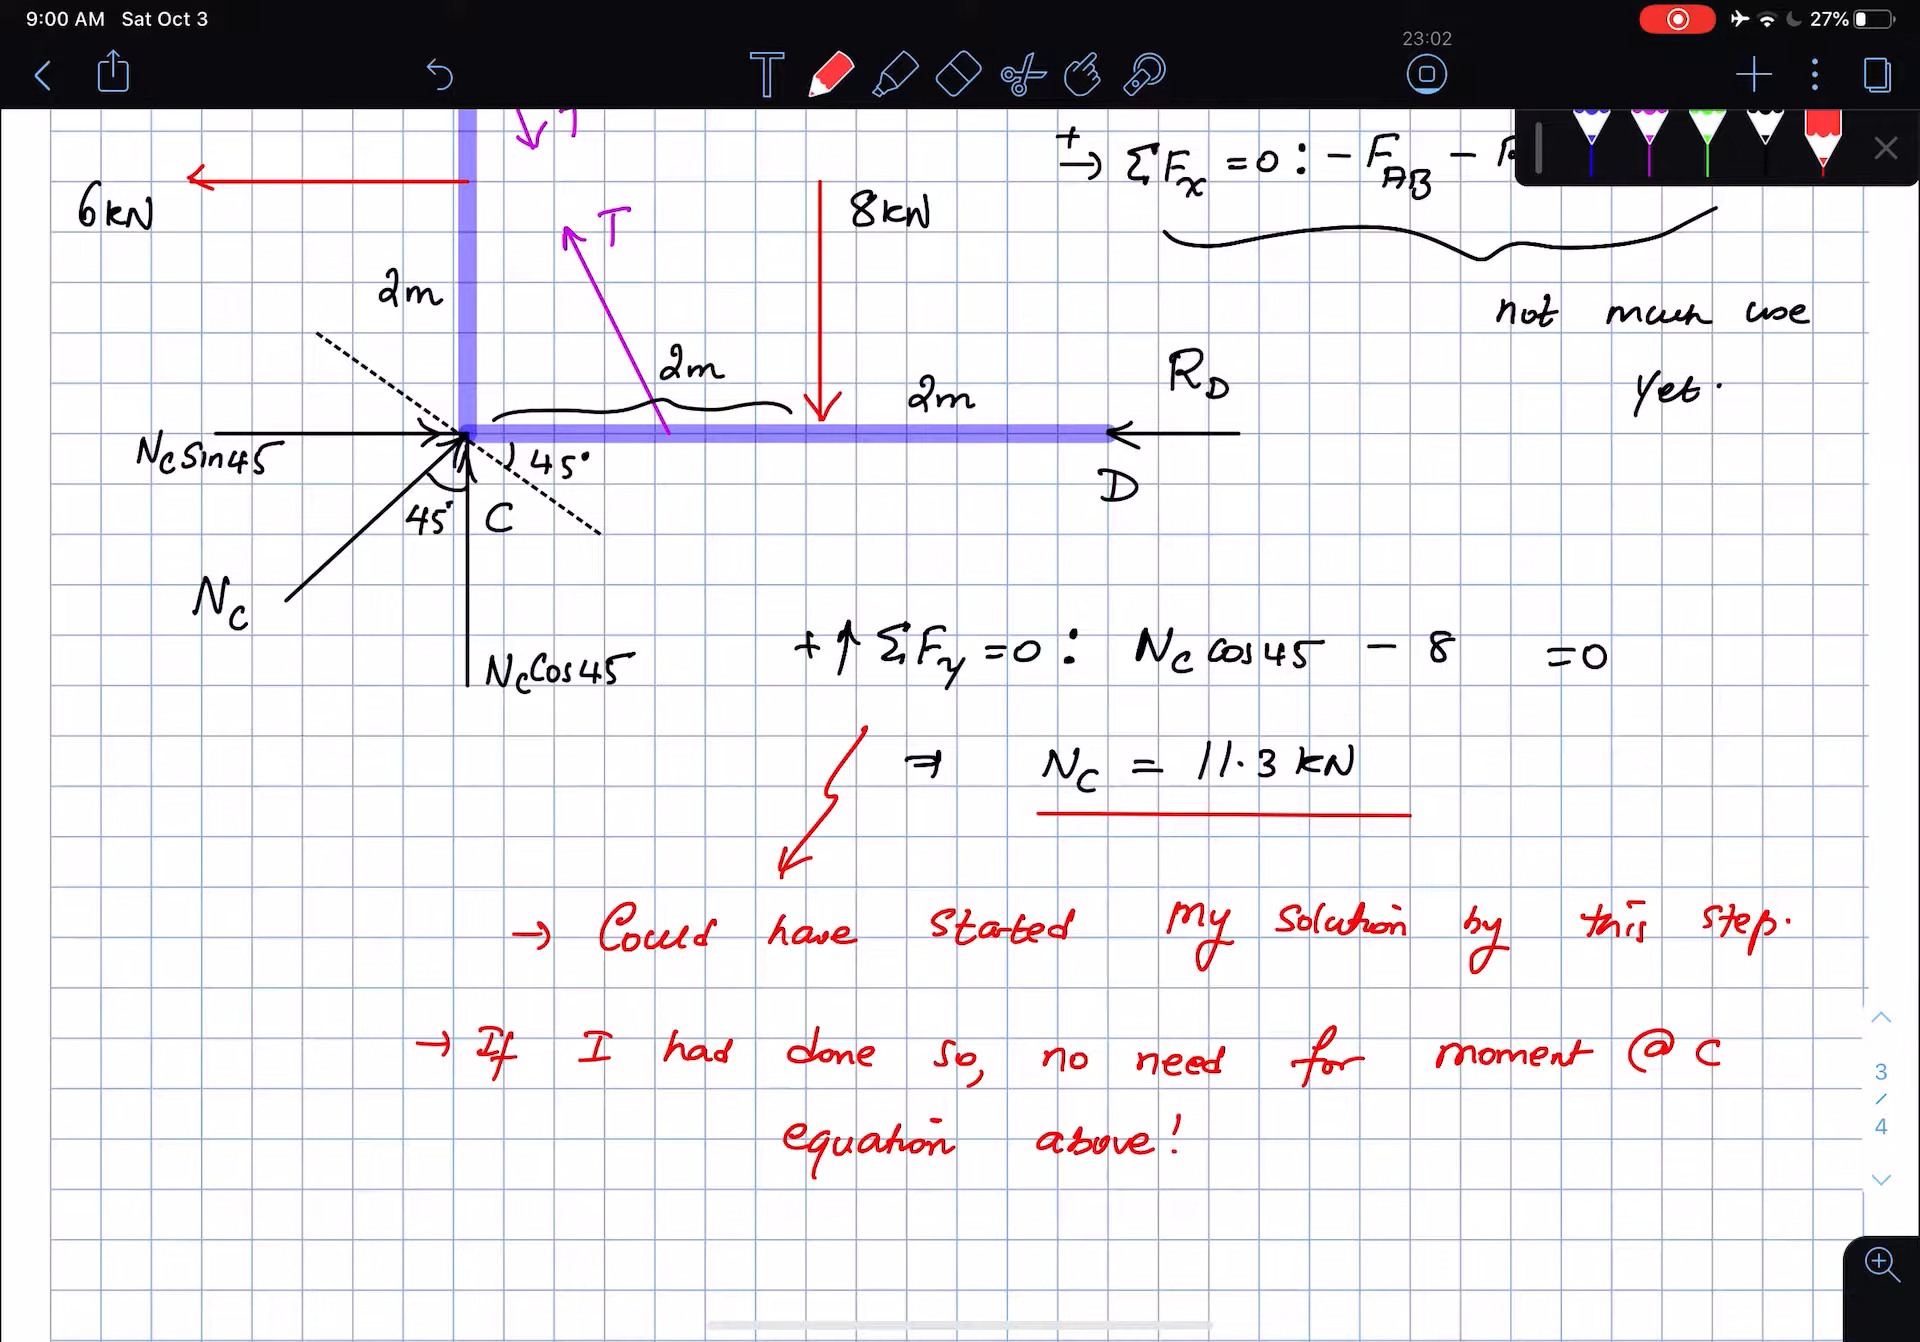 9:00 AM Sat Oct 3
27%
23:02
T
6kN
T
8kN
+→ ΣFx = 0 : - FAB -
2m
not much use
yet.
2m
2m
RD
NCSin45
45°
D
45°
C
NC
NCCos45
+↑ ΣFy = 0 : NC cos45 - 8 = 0
⇒ NC = 11.3 kN
→ Could have started my solution by this step.
→ If I had done so, no need for moment @ C
equation above!
3
/
4